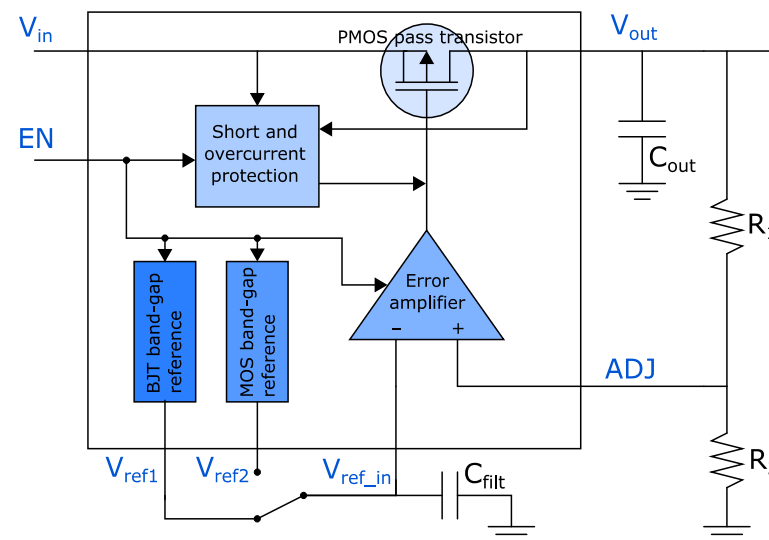 PMOS pass transistor
Vin
Vout
EN
Short and
overcurrent
protection
Cout
R
Error
amplifier
− +
BJT band-gap
reference
MOS band-gap
reference
ADJ
Vref1
Vref2
Vref_in
Cfilt
R